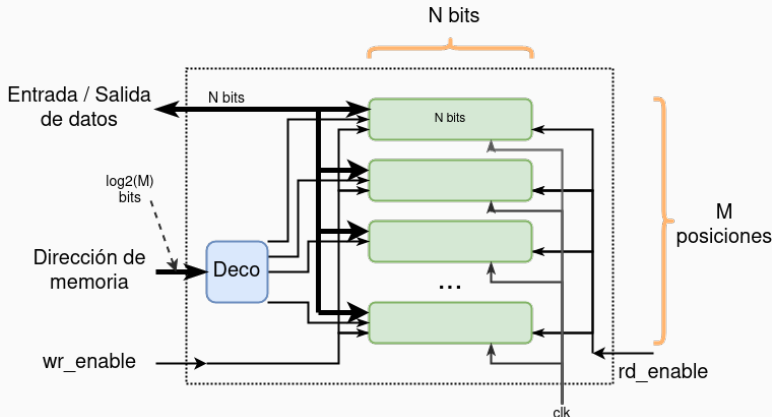 N bits
Entrada / Salida
de datos
N bits
N bits
log2(M)
bits
M
posiciones
Dirección de
memoria
Deco
...
wr_enable
rd_enable
clk